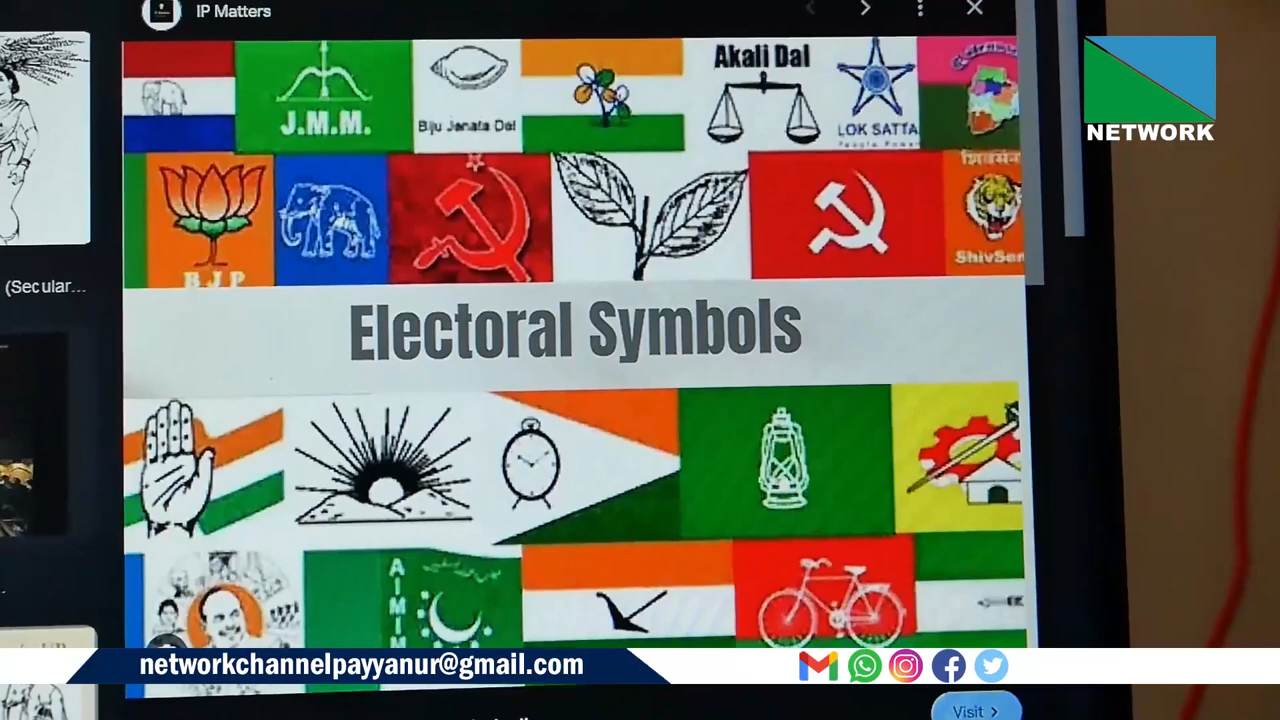 IP Matters
J.M.M.
Biju Janata Dal
Akali Dal
LOK SATTA
People Power
NETWORK
BJP
शिवसेना
ShivSen
(Secular...
Electoral Symbols
AIMIM
networkchannelpayyanur@gmail.com
Visit >